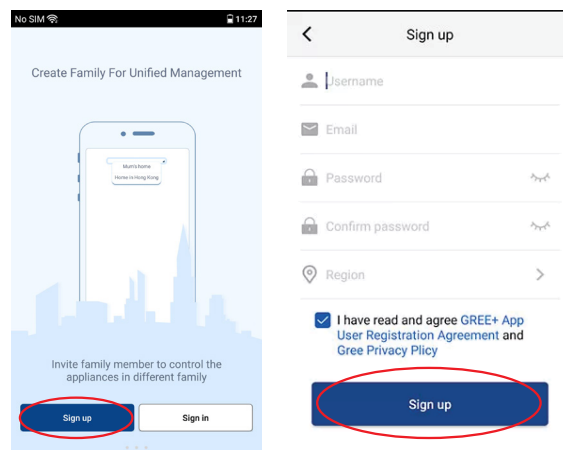 No SIM 11:27
Create Family For Unified Management
Mum's home
Home in Hong Kong
Invite family member to control the
appliances in different family
Sign up
Sign in
Sign up
Username
Email
Password
Confirm password
Region
I have read and agree GREE+ App
User Registration Agreement and
Gree Privacy Plicy
Sign up